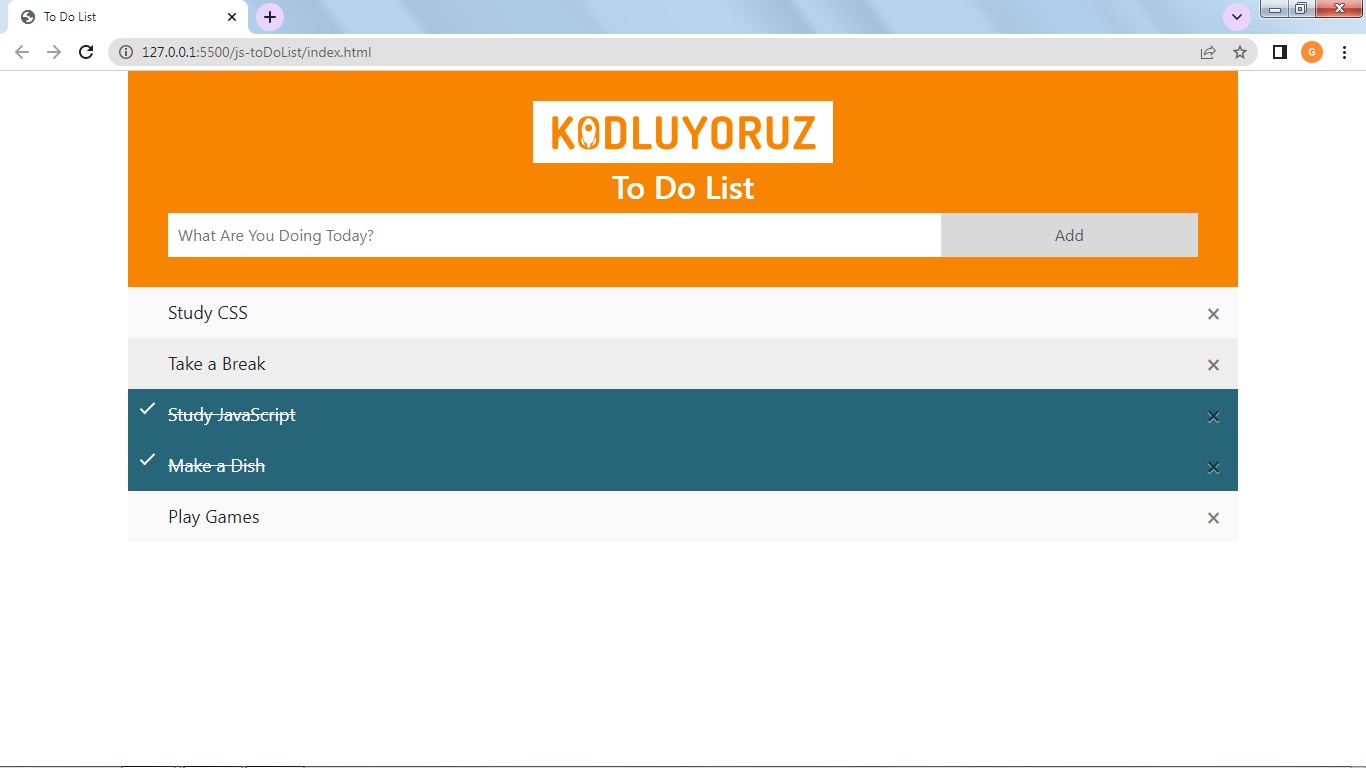 To Do List
127.0.0.1:5500/js-toDoList/index.html
G
KODLUYORUZ
To Do List
What Are You Doing Today?
Add
Study CSS
Take a Break
Study JavaScript
Make a Dish
Play Games